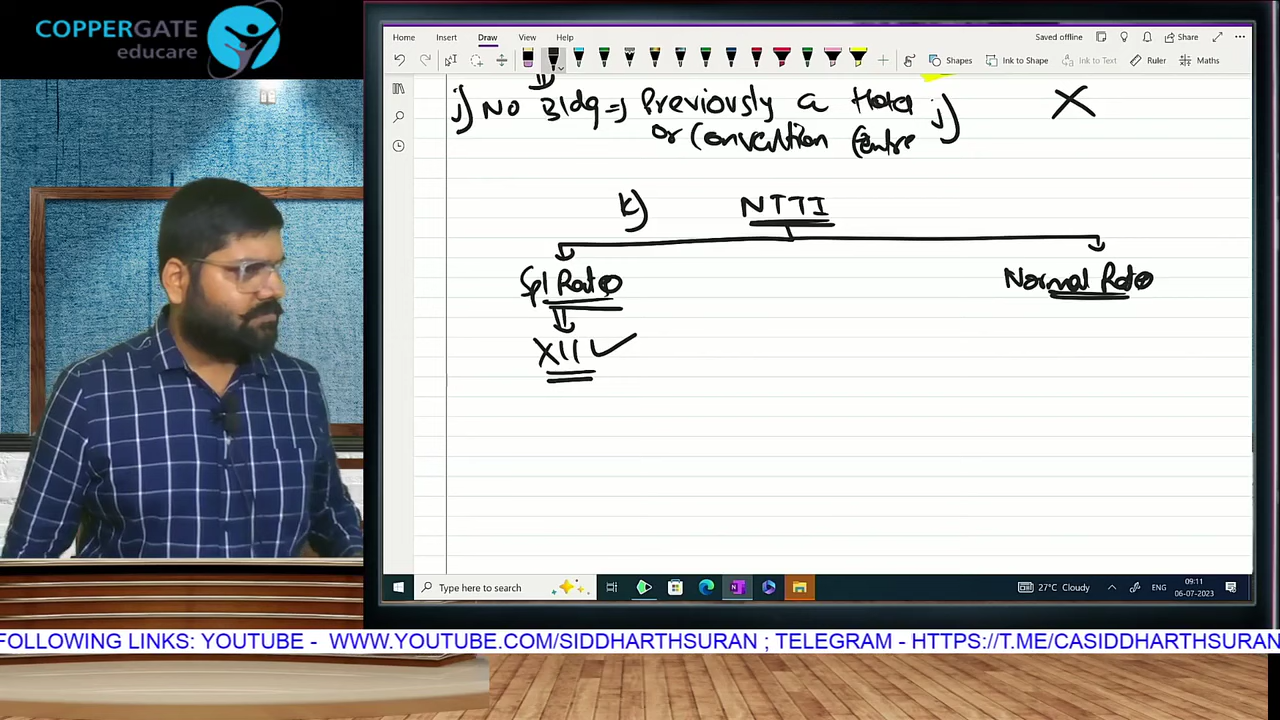 COPPERGATE
educare
Home Insert Draw View Help
Saved offline
Share
Shapes
Ink to Shape
Ink to Text
Ruler
Maths
j) No Bldg => Previously a Hotel j) X
or Convention Centre
k) NTTI
Spl Rate Normal Rate
XII ✓
Type here to search
27°C Cloudy
ENG
09:11
06-07-2023
FOLLOWING LINKS: YOUTUBE - WWW.YOUTUBE.COM/SIDDHARTHSURAN ; TELEGRAM - HTTPS://T.ME/CASIDDHARTHSURAN